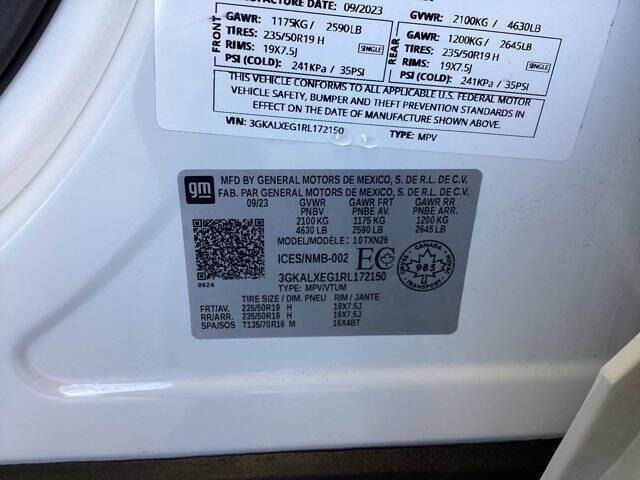 09/2023 GVWR: 2100KG / 4630LB
FRONT
GAWR: 1175KG / 2590LB
TIRES: 235/50R19 H
RIMS: 19X7.5J SINGLE
PSI (COLD): 241KPa / 35PSI
REAR
GAWR: 1200KG / 2645LB
TIRES: 235/50R19 H
RIMS: 19X7.5J SINGLE
PSI (COLD): 241KPa / 35PSI
THIS VEHICLE CONFORMS TO ALL APPLICABLE U.S. FEDERAL MOTOR
VEHICLE SAFETY, BUMPER AND THEFT PREVENTION STANDARDS IN
EFFECT ON THE DATE OF MANUFACTURE SHOWN ABOVE.
VIN: 3GKALXEG1RL172150 TYPE: MPV
gm
MFD BY GENERAL MOTORS DE MEXICO, S. DE R.L. DE C.V.
FAB. PAR GENERAL MOTORS DE MEXICO, S. DE R.L. DE C.V.
09/23 GVWR GAWR FRT GAWR RR
PNBV PNBE AV. PNBE ARR.
2100 KG 1175 KG 1200 KG
4630 LB 2590 LB 2645 LB
MODEL/MODÈLE: 10TXN26
ICES/NMB-002 EC
CANADA
985
3GKALXEG1RL172150
0624 TYPE: MPV/VTUM
TIRE SIZE / DIM. PNEU RIM / JANTE
FRT/AV. 235/50R19 H 19X7.5J
RR/ARR. 235/50R19 H 19X7.5J
SPA/SOS T135/70R16 M 16X4BT